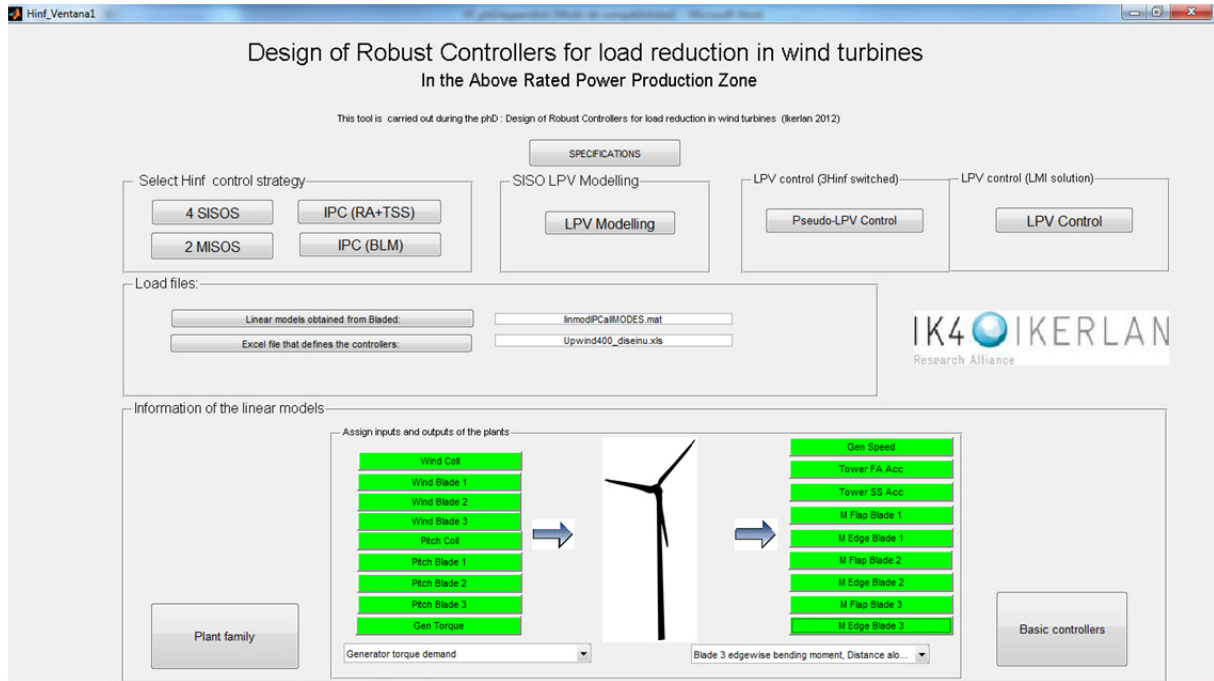 Hinf_Ventana1
Design of Robust Controllers for load reduction in wind turbines
In the Above Rated Power Production Zone
This tool is carried out during the phD : Design of Robust Controllers for load reduction in wind turbines (Ikerlan 2012)
SPECIFICATIONS
Select Hinf control strategy
4 SISOS
IPC (RA+TSS)
2 MISOS
IPC (BLM)
SISO LPV Modelling
LPV Modelling
LPV control (3Hinf switched)
Pseudo-LPV Control
LPV control (LMI solution)
LPV Control
Load files:
Linear models obtained from Bladed:
linmodIPCallMODES.mat
Excel file that defines the controllers:
Upwind400_diseinu.xls
IK4 IKERLAN
Research Alliance
Information of the linear models
Assign inputs and outputs of the plants
Wind Coll
Wind Blade 1
Wind Blade 2
Wind Blade 3
Pitch Coll
Pitch Blade 1
Pitch Blade 2
Pitch Blade 3
Gen Torque
Generator torque demand
Gen Speed
Tower FA Acc
Tower SS Acc
M Flap Blade 1
M Edge Blade 1
M Flap Blade 2
M Edge Blade 2
M Flap Blade 3
M Edge Blade 3
Blade 3 edgewise bending moment, Distance alo...
Plant family
Basic controllers